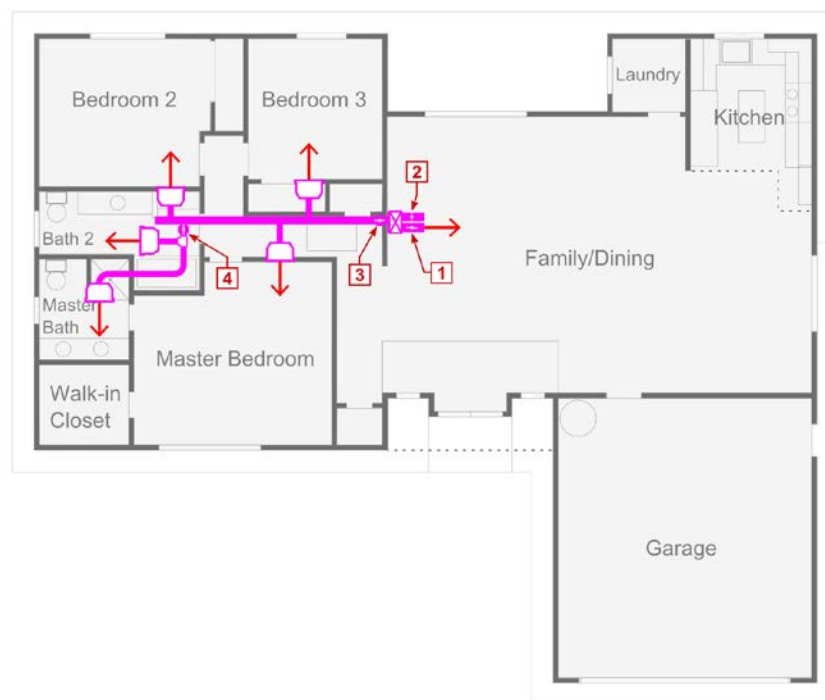 Laundry
Bedroom 2
Bedroom 3
Kitchen
2
Bath 2
Family/Dining
4
3
1
Master
Bath
Master Bedroom
Walk-in
Closet
Garage